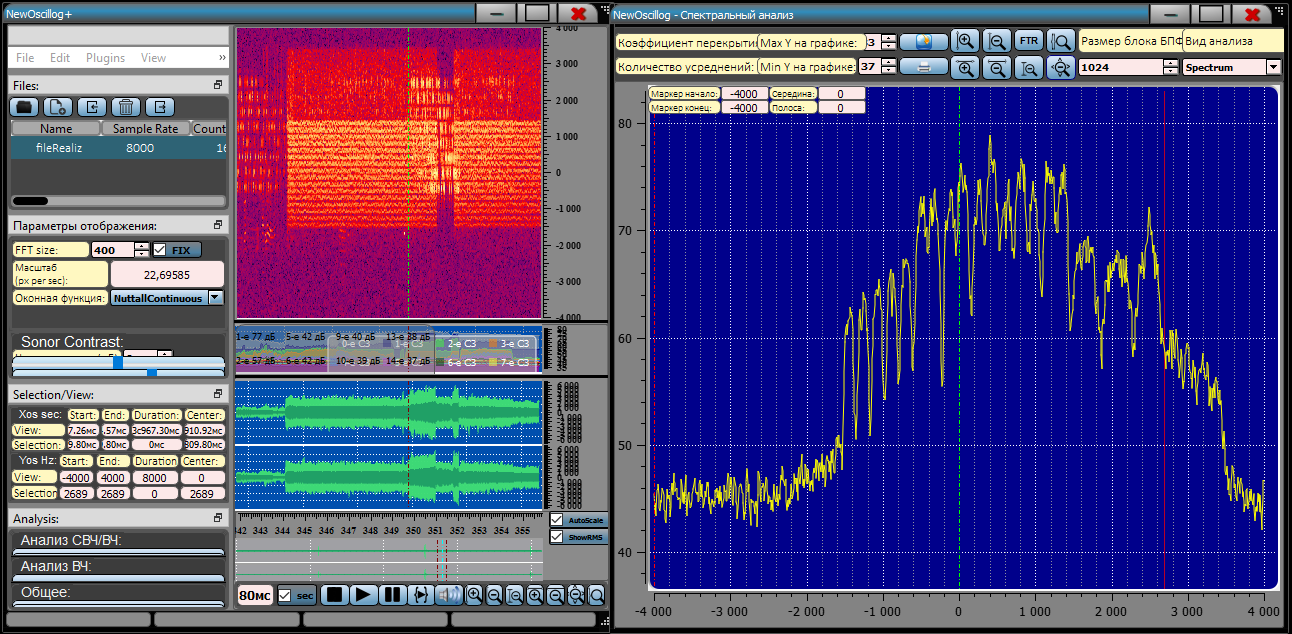 NewOscillog+
File Edit Plugins View »
Files:
Name Sample Rate Count
fileRealiz 8000 16
Параметры отображения:
FFT size: 400 FIX
Масштаб
(px per sec): 22,69585
Оконная функция: NuttallContinuous
Sonor Contrast:
Selection/View:
Xos sec: Start: End: Duration: Center:
View: 7.26мс .57мс 3с967.30мс 910.92мс
Selection: 9.80мс .80мс 0мс 809.80мс
Yos Hz: Start: End: Duration Center:
View: -4000 4000 8000 0
Selection 2689 2689 0 2689
Analysis:
Анализ СВЧ/ВЧ:
Анализ ВЧ:
Общее:
4 000
3 000
2 000
1 000
0
-1 000
-2 000
-3 000
-4 000
1-е 77 дБ 5-е 42 дБ 9-е 40 дБ 13-е 38 дБ
0-е СЗ 1-е СЗ 2-е СЗ 3-е СЗ
2-е 57 дБ 6-е 42 дБ 10-е 39 дБ 14-е 37 дБ 6-е СЗ 7-е СЗ
342 343 344 345 346 347 348 349 350 351 352 353 354 355
AutoScale
ShowRMS
80мс sec
NewOscillog - Спектральный анализ
Коэффициент перекрыти Max Y на графике: 3 FTR Размер блока БПФ Вид анализа
Количество усреднений: Min Y на графике: 37 1024 Spectrum
Маркер начало: -4000 Середина: 0
Маркер конец: -4000 Полоса: 0
80
70
60
50
40
-4 000 -3 000 -2 000 -1 000 0 1 000 2 000 3 000 4 000